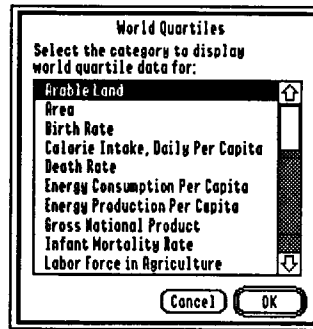 World Quartiles
Select the category to display
world quartile data for:
Arable Land
Area
Birth Rate
Calorie Intake, Daily Per Capita
Death Rate
Energy Consumption Per Capita
Energy Production Per Capita
Gross National Product
Infant Mortality Rate
Labor Force in Agriculture
Cancel OK